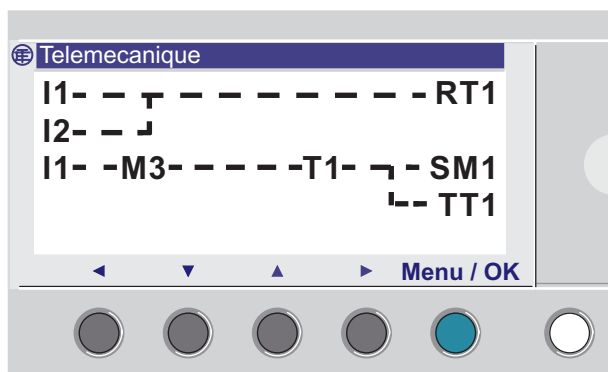 Telemecanique
I1- — ┬ — — — — — — - RT1
I2- — ┘
I1- -M3- - - - -T1- ┐ - SM1
└-- TT1
Menu / OK